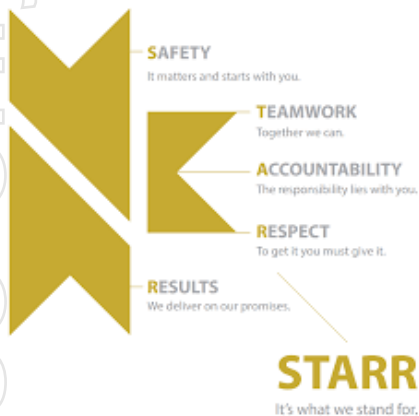 SAFETY
It matters and starts with you.
TEAMWORK
Together we can.
ACCOUNTABILITY
The responsibility lies with you.
RESPECT
To get it you must give it.
RESULTS
We deliver on our promises.
STARR
It's what we stand for.